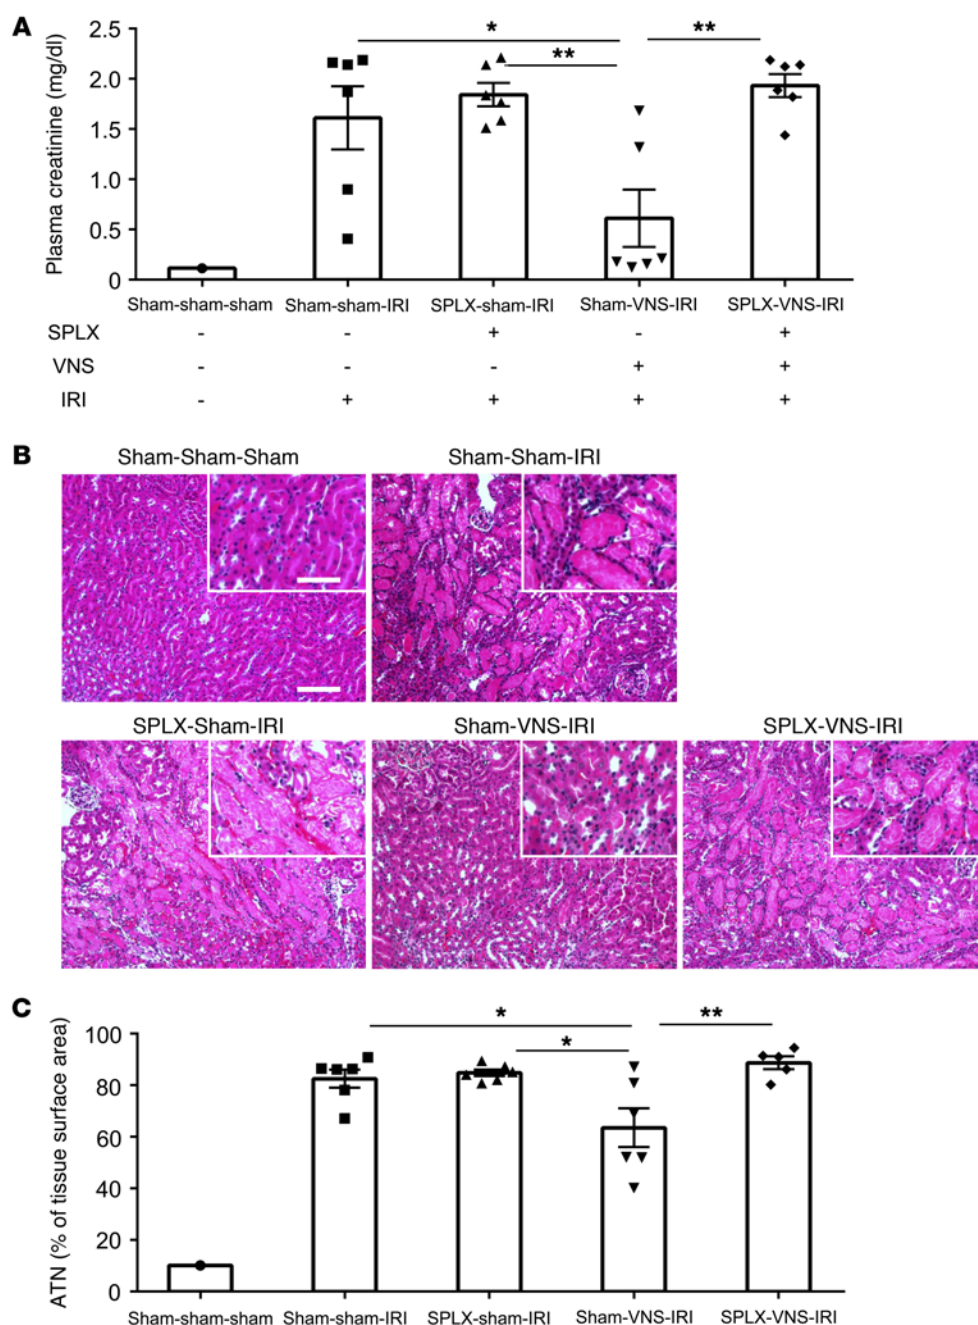 A
Plasma creatinine (mg/dl)
2.5
2.0
1.5
1.0
0.5
0
* ** **
Sham-sham-sham Sham-sham-IRI SPLX-sham-IRI Sham-VNS-IRI SPLX-VNS-IRI
SPLX - - + - +
VNS - - - + +
IRI - + + + +
B
Sham-Sham-Sham Sham-Sham-IRI
SPLX-Sham-IRI Sham-VNS-IRI SPLX-VNS-IRI
C
ATN (% of tissue surface area)
100
80
60
40
20
0
* * **
Sham-sham-sham Sham-sham-IRI SPLX-sham-IRI Sham-VNS-IRI SPLX-VNS-IRI